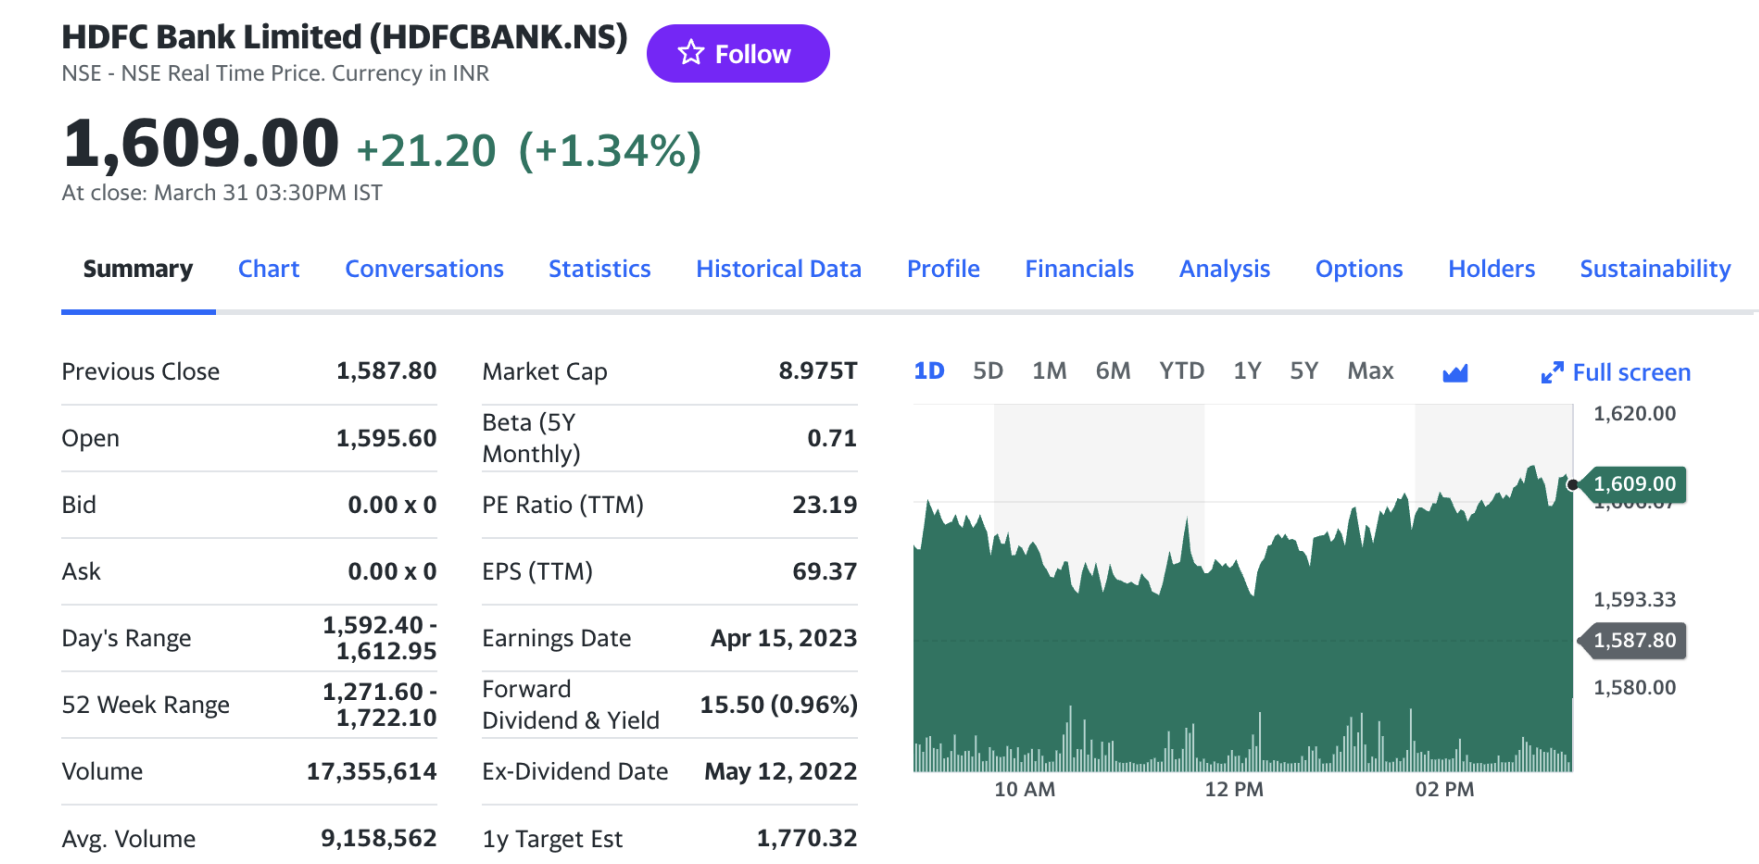 HDFC Bank Limited (HDFCBANK.NS)
Follow
NSE - NSE Real Time Price. Currency in INR
1,609.00 +21.20 (+1.34%)
At close: March 31 03:30PM IST
Summary Chart Conversations Statistics Historical Data Profile Financials Analysis Options Holders Sustainability
Previous Close 1,587.80
Open 1,595.60
Bid 0.00 x 0
Ask 0.00 x 0
Day's Range 1,592.40 -
1,612.95
52 Week Range 1,271.60 -
1,722.10
Volume 17,355,614
Avg. Volume 9,158,562
Market Cap 8.975T
Beta (5Y
Monthly) 0.71
PE Ratio (TTM) 23.19
EPS (TTM) 69.37
Earnings Date Apr 15, 2023
Forward
Dividend & Yield 15.50 (0.96%)
Ex-Dividend Date May 12, 2022
1y Target Est 1,770.32
1D 5D 1M 6M YTD 1Y 5Y Max Full screen
1,620.00
1,609.00
1,593.33
1,587.80
1,580.00
10 AM 12 PM 02 PM